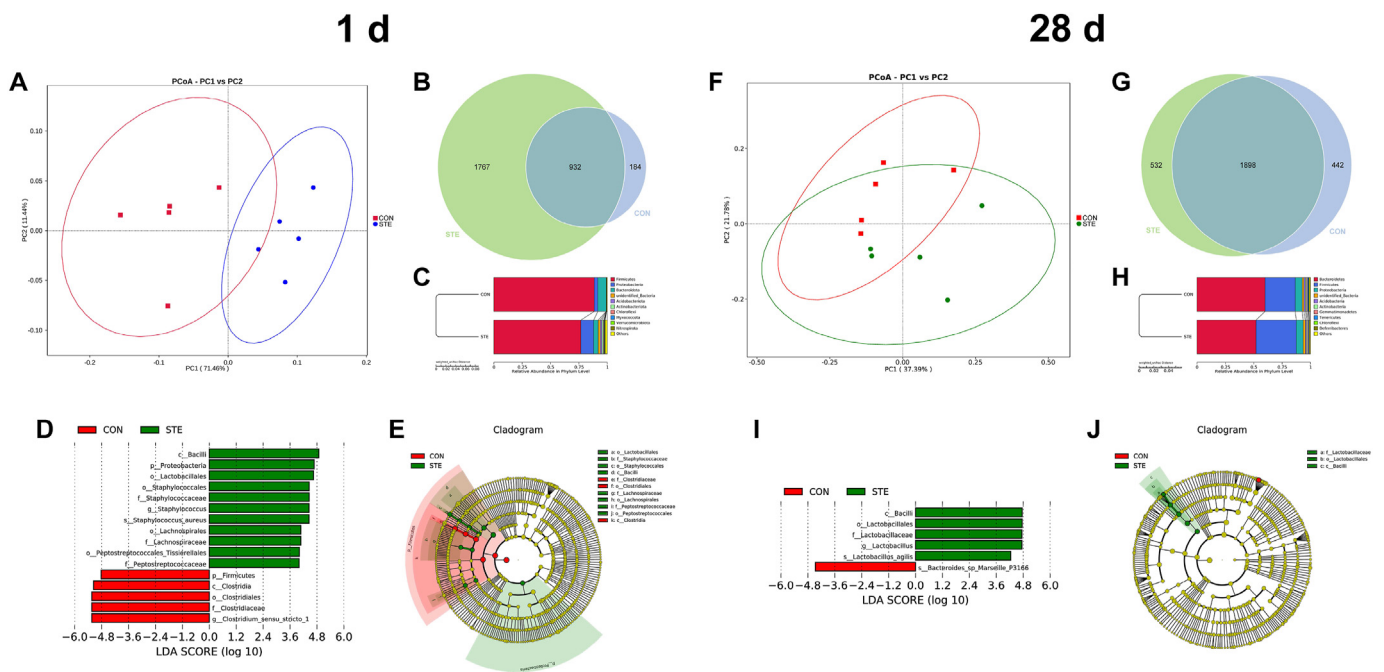 1 d
28 d
A
PCoA - PC1 vs PC2
0.10
0.05
0.00
-0.05
-0.10
PC2 ( 11.44% )
-0.2
-0.1
0.0
0.1
0.2
PC1 ( 71.46% )
CON
STE
B
1767
932
184
STE
CON
C
CON
STE
Firmicutes
Proteobacteria
Bacteroidota
unidentified_Bacteria
Acidobacteriota
Actinobacteriota
Chloroflexi
Myxococcota
Verrucomicrobiota
Nitrospirota
Others
0
0.25
0.5
0.75
1
Relative Abundance in Phylum Level
D
CON
STE
c__Bacilli
p__Proteobacteria
o__Lactobacillales
o__Staphylococcales
f__Staphylococcaceae
g__Staphylococcus
s__Staphylococcus_aureus
o__Lachnospirales
f__Lachnospiraceae
o__Peptostreptococcales_Tissierellales
f__Peptostreptococcaceae
p__Firmicutes
c__Clostridia
o__Clostridiales
f__Clostridiaceae
g__Clostridium_sensu_stricto_1
−6.0 −4.8 −3.6 −2.4 −1.2 0.0 1.2 2.4 3.6 4.8 6.0
LDA SCORE (log 10)
E
Cladogram
CON
STE
a: o__Lactobacillales
b: f__Staphylococcaceae
c: o__Staphylococcales
d: c__Bacilli
e: f__Clostridiaceae
f: o__Clostridiales
g: f__Lachnospiraceae
h: o__Lachnospirales
i: f__Peptostreptococcaceae
j: o__Peptostreptococcales
k: c__Clostridia
p__Firmicutes
p__Proteobacteria
F
PCoA - PC1 vs PC2
0.2
0.0
-0.2
PC2 ( 21.78% )
-0.50
-0.25
0.00
0.25
0.50
PC1 ( 37.39% )
CON
STE
G
532
1898
442
STE
CON
H
CON
STE
Bacteroidetes
Firmicutes
Proteobacteria
unidentified_Bacteria
Acidobacteria
Actinobacteria
Gemmatimonadetes
Tenericutes
Chloroflexi
Deferribacteres
Others
0
0.25
0.5
0.75
1
Relative Abundance in Phylum Level
I
CON
STE
c__Bacilli
o__Lactobacillales
f__Lactobacillaceae
g__Lactobacillus
s__Lactobacillus_agilis
s__Bacteroides_sp_Marseille_P3166
−6.0 −4.8 −3.6 −2.4 −1.2 0.0 1.2 2.4 3.6 4.8 6.0
LDA SCORE (log 10)
J
Cladogram
CON
STE
a: f__Lactobacillaceae
b: o__Lactobacillales
c: c__Bacilli